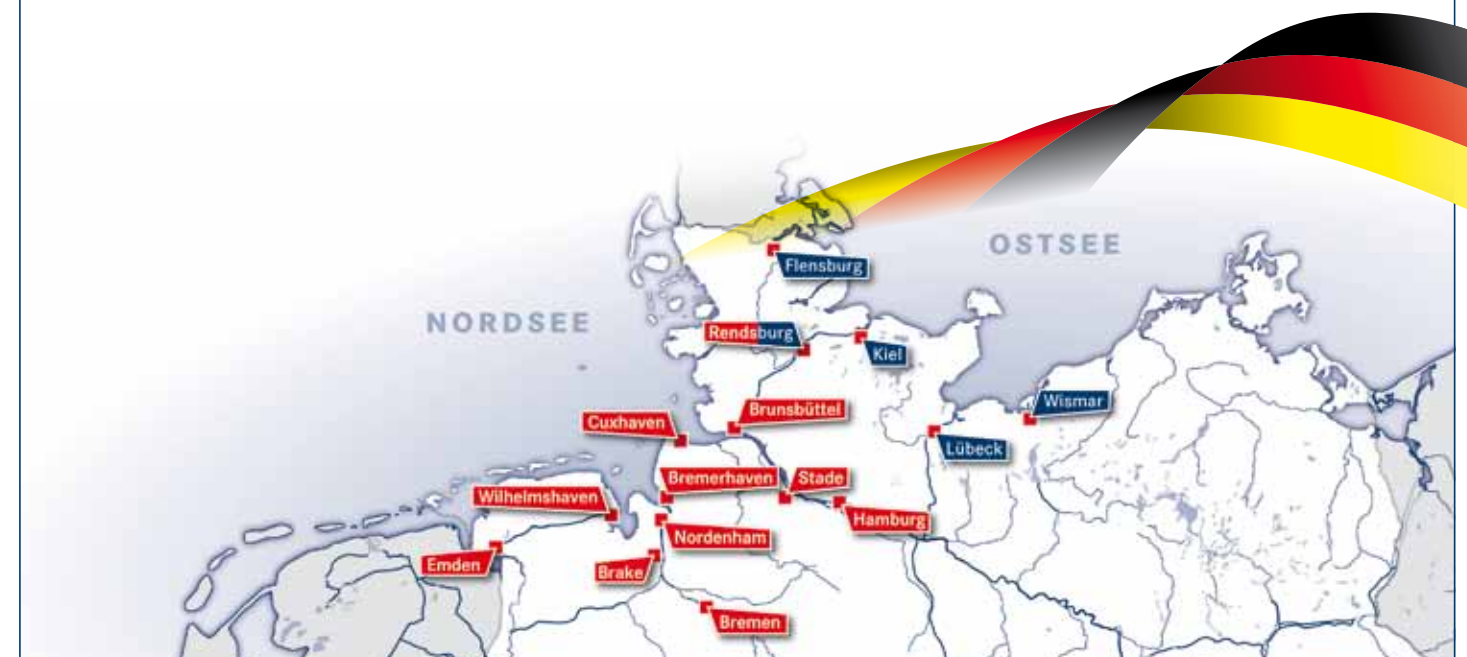 OSTSEE
Flensburg
NORDSEE
Rendsburg
Kiel
Wismar
Brunsbüttel
Cuxhaven
Lübeck
Bremerhaven
Stade
Wilhelmshaven
Hamburg
Nordenham
Emden
Brake
Bremen